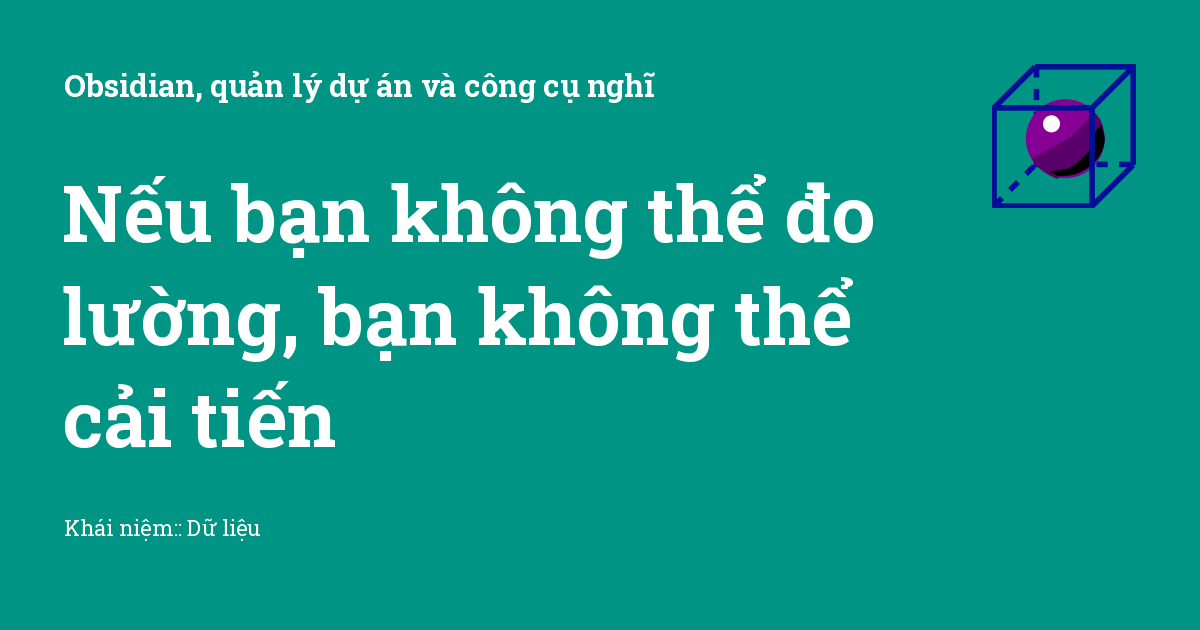 Obsidian, quản lý dự án và công cụ nghĩ
Nếu bạn không thể đo
lường, bạn không thể
cải tiến
Khái niệm:: Dữ liệu